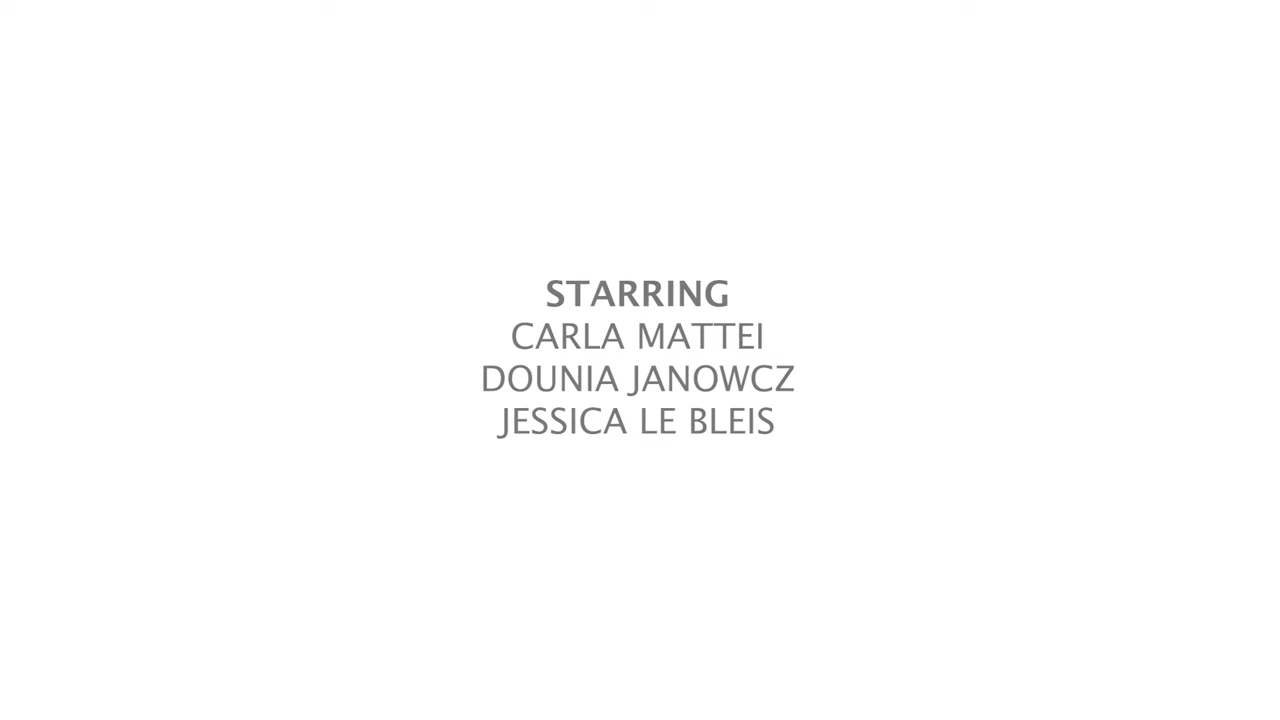 STARRING
CARLA MATTEI
DOUNIA JANOWCZ
JESSICA LE BLEIS